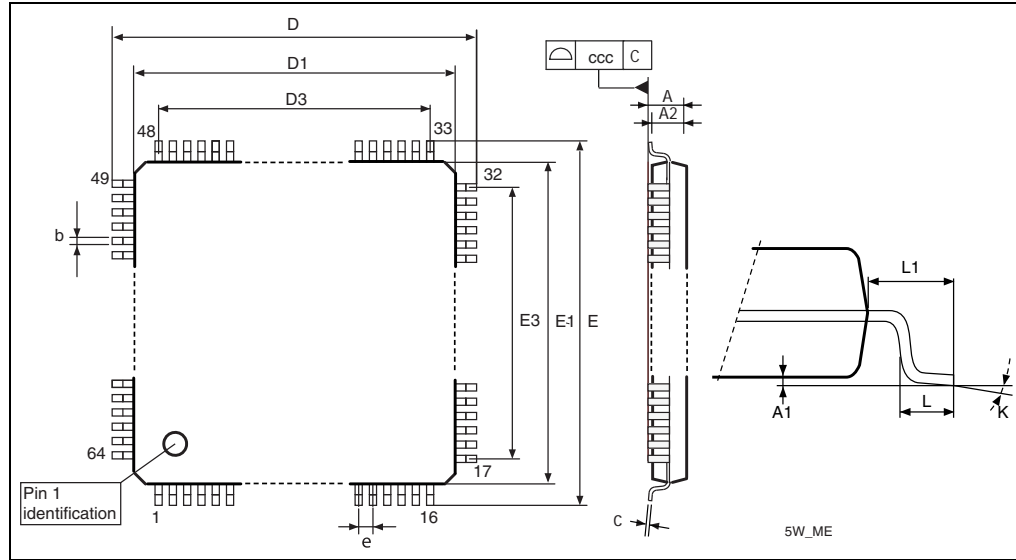 D
D1
ccc C
D3
A
A2
48
33
49
32
b
L1
E3
E1
E
A1
L
K
64
17
Pin 1
identification
1
16
e
C
5W_ME